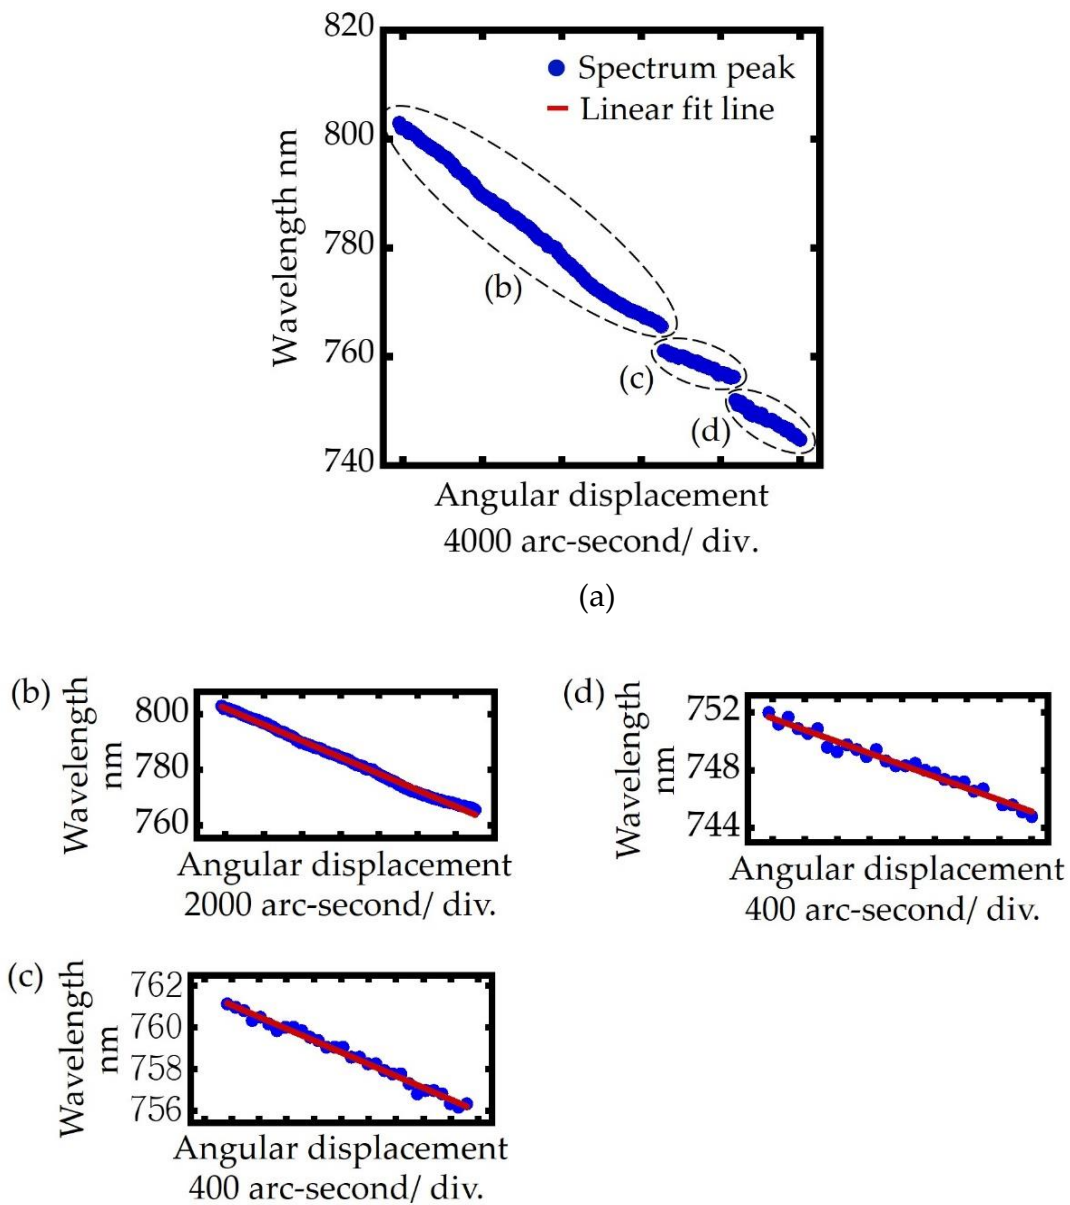 820
Spectrum peak
Linear fit line
800
780
760
740
Wavelength nm
(b)
(c)
(d)
Angular displacement
4000 arc-second/ div.
(a)
(b)
Wavelength
nm
800
780
760
Angular displacement
2000 arc-second/ div.
(d)
Wavelength
nm
752
748
744
Angular displacement
400 arc-second/ div.
(c)
Wavelength
nm
762
760
758
756
Angular displacement
400 arc-second/ div.